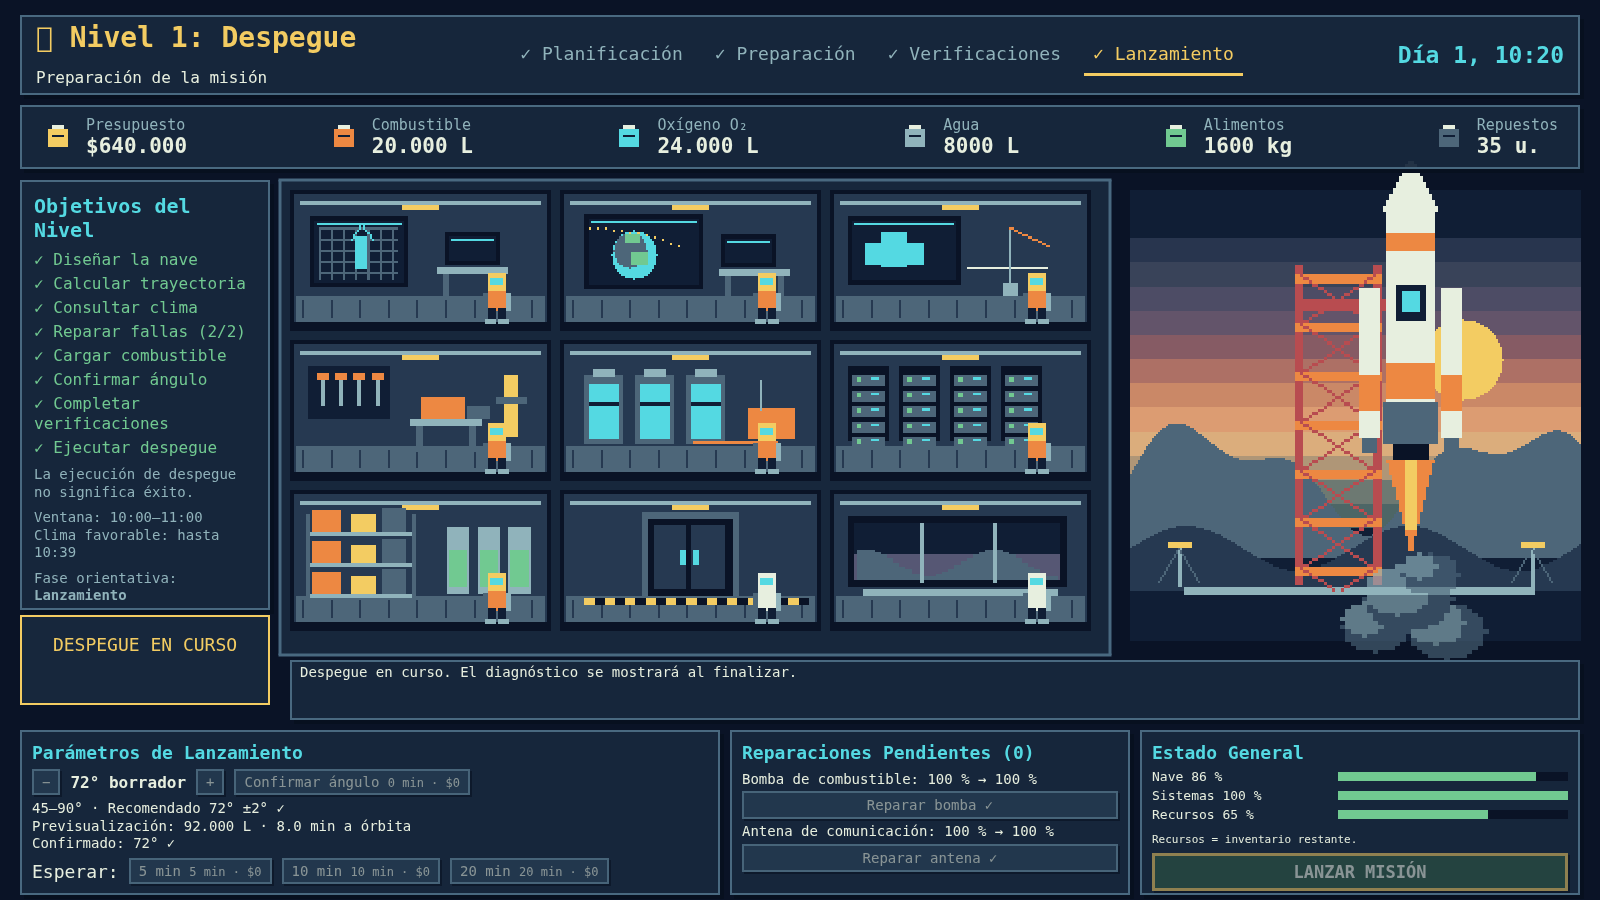 Nivel 1: Despegue
Preparación de la misión
✓ Planificación ✓ Preparación ✓ Verificaciones ✓ Lanzamiento
Día 1, 10:20
Presupuesto
$640.000
Combustible
20.000 L
Oxígeno O₂
24.000 L
Agua
8000 L
Alimentos
1600 kg
Repuestos
35 u.
Objetivos del
Nivel
✓ Diseñar la nave
✓ Calcular trayectoria
✓ Consultar clima
✓ Reparar fallas (2/2)
✓ Cargar combustible
✓ Confirmar ángulo
✓ Completar
verificaciones
✓ Ejecutar despegue
La ejecución de despegue
no significa éxito.
Ventana: 10:00–11:00
Clima favorable: hasta
10:39
Fase orientativa:
Lanzamiento
DESPEGUE EN CURSO
Despegue en curso. El diagnóstico se mostrará al finalizar.
Parámetros de Lanzamiento
− 72° borrador + Confirmar ángulo 0 min · $0
45–90° · Recomendado 72° ±2° ✓
Previsualización: 92.000 L · 8.0 min a órbita
Confirmado: 72° ✓
Esperar: 5 min 5 min · $0 10 min 10 min · $0 20 min 20 min · $0
Reparaciones Pendientes (0)
Bomba de combustible: 100 % → 100 %
Reparar bomba ✓
Antena de comunicación: 100 % → 100 %
Reparar antena ✓
Estado General
Nave 86 %
Sistemas 100 %
Recursos 65 %
Recursos = inventario restante.
LANZAR MISIÓN